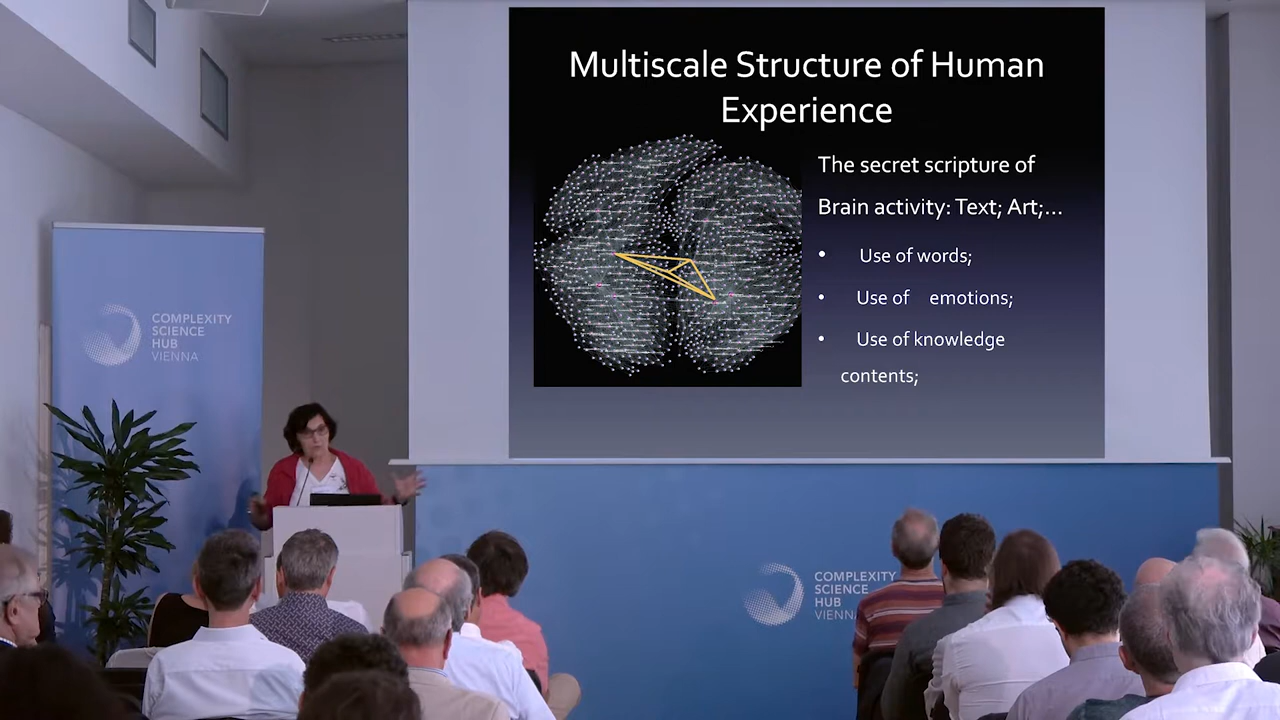 Multiscale Structure of Human
Experience
The secret scripture of
Brain activity: Text; Art;...
• Use of words;
• Use of emotions;
• Use of knowledge
contents;
COMPLEXITY
SCIENCE
HUB
VIENNA
COMPLEXITY
SCIENCE
HUB
VIENNA